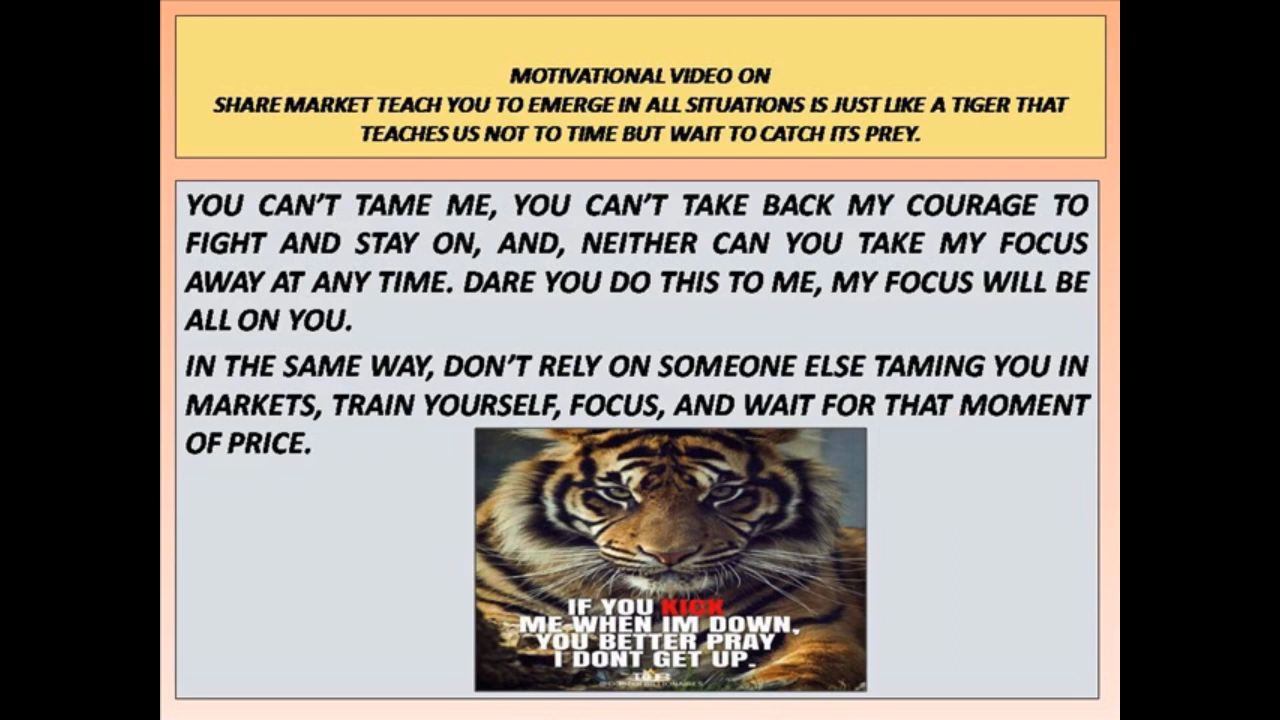 MOTIVATIONAL VIDEO ON
SHARE MARKET TEACH YOU TO EMERGE IN ALL SITUATIONS IS JUST LIKE A TIGER THAT
TEACHES US NOT TO TIME BUT WAIT TO CATCH ITS PREY.
YOU CAN'T TAME ME, YOU CAN'T TAKE BACK MY COURAGE TO
FIGHT AND STAY ON, AND, NEITHER CAN YOU TAKE MY FOCUS
AWAY AT ANY TIME. DARE YOU DO THIS TO ME, MY FOCUS WILL BE
ALL ON YOU.
IN THE SAME WAY, DON'T RELY ON SOMEONE ELSE TAMING YOU IN
MARKETS, TRAIN YOURSELF, FOCUS, AND WAIT FOR THAT MOMENT
OF PRICE.
IF YOU KICK
ME WHEN IM DOWN,
YOU BETTER PRAY
I DONT GET UP.